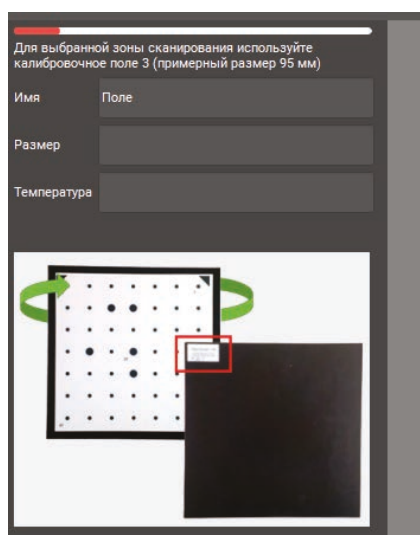 Для выбранной зоны сканирования используйте
калибровочное поле 3 (примерный размер 95 мм)
Имя Поле
Размер
Температура